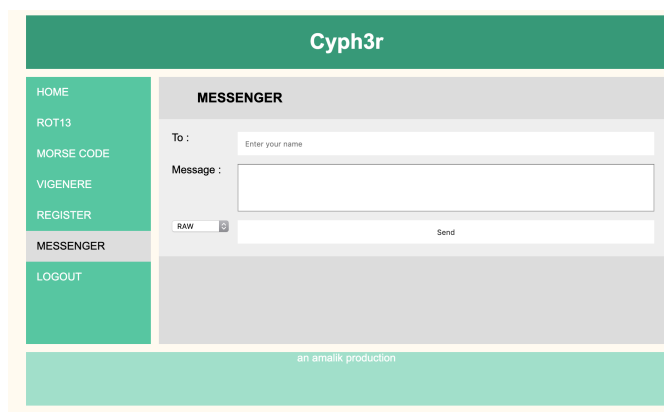 Cyph3r
HOME
ROT13
MORSE CODE
VIGENERE
REGISTER
MESSENGER
LOGOUT
MESSENGER
To :
Enter your name
Message :
RAW
Send
an amalik production